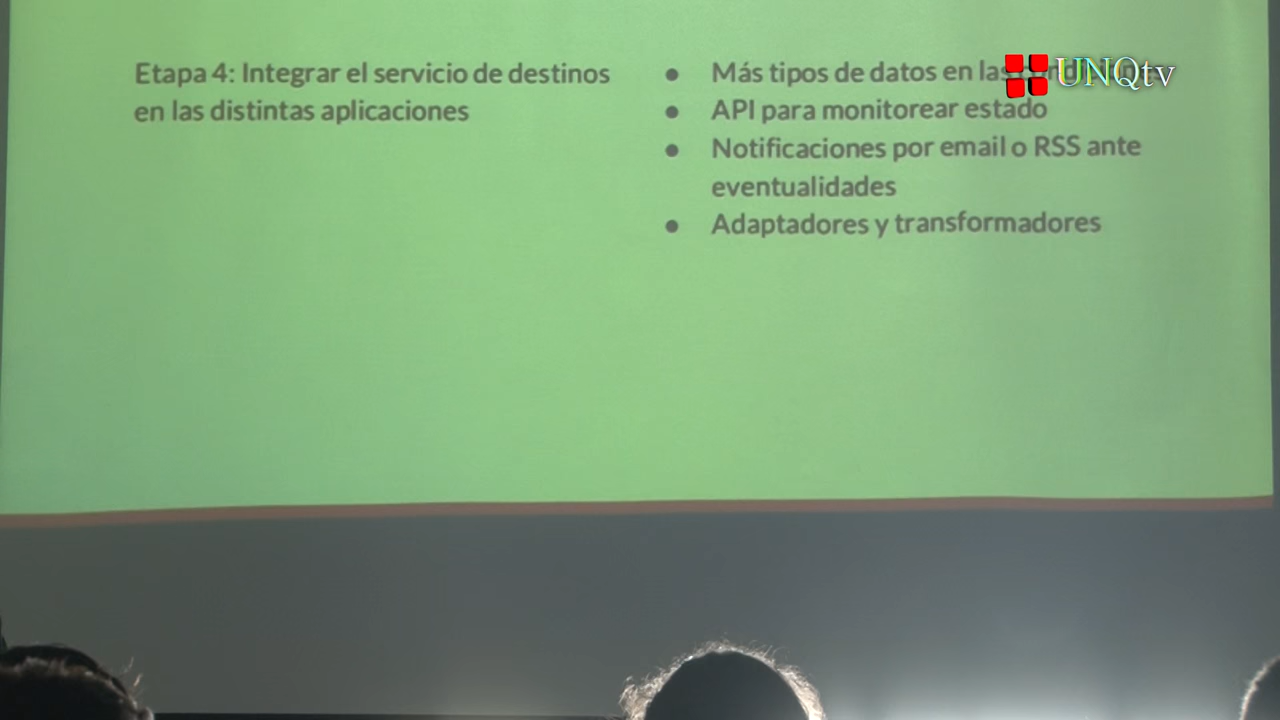 Etapa 4: Integrar el servicio de destinos
en las distintas aplicaciones
● Más tipos de datos en las
● API para monitorear estado
● Notificaciones por email o RSS ante
eventualidades
● Adaptadores y transformadores
UNQtv